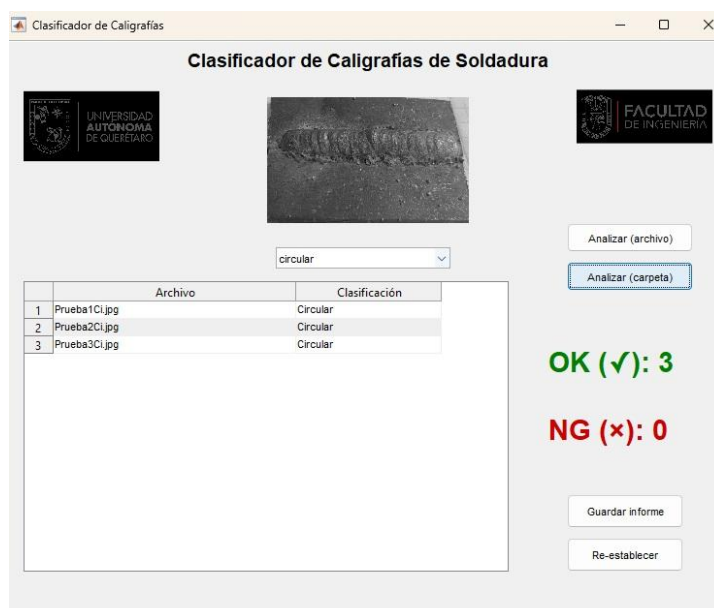 Clasificador de Caligrafías
Clasificador de Caligrafías de Soldadura
UNIVERSIDAD
AUTÓNOMA
DE QUERÉTARO
FACULTAD
DE INGENIERÍA
circular
Analizar (archivo)
Analizar (carpeta)
Archivo Clasificación
1 Prueba1Ci.jpg Circular
2 Prueba2Ci.jpg Circular
3 Prueba3Ci.jpg Circular
OK (✓): 3
NG (×): 0
Guardar informe
Re-establecer